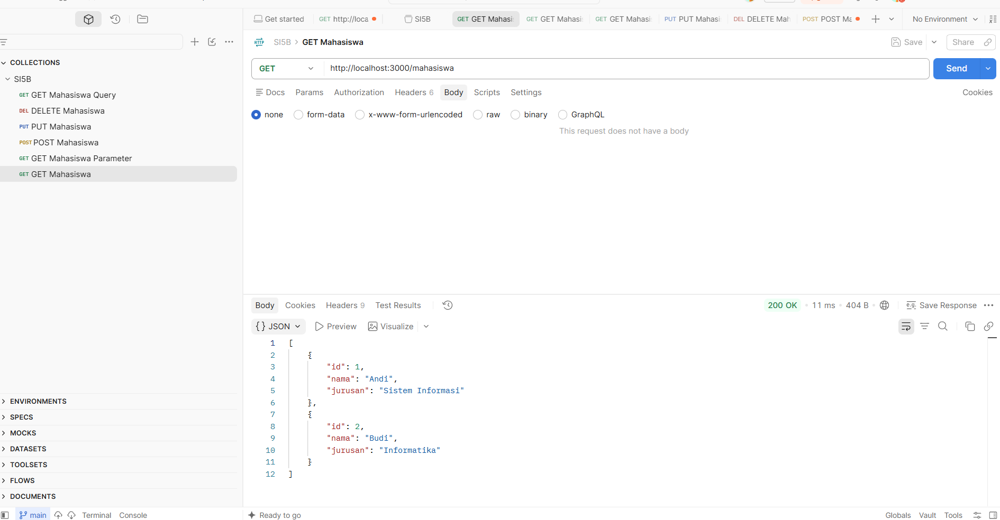 Get started
GET http://loca
SI5B
GET GET Mahasi
GET GET Mahasi
GET GET Mahasi
PUT PUT Mahasi
DEL DELETE Mah
POST POST Ma
No Environment
SI5B > GET Mahasiswa
Save
Share
COLLECTIONS
SI5B
GET GET Mahasiswa Query
DEL DELETE Mahasiswa
PUT PUT Mahasiswa
POST POST Mahasiswa
GET GET Mahasiswa Parameter
GET GET Mahasiswa
ENVIRONMENTS
SPECS
MOCKS
DATASETS
TOOLSETS
FLOWS
DOCUMENTS
HTTP
GET http://localhost:3000/mahasiswa
Send
Docs Params Authorization Headers 6 Body Scripts Settings
Cookies
none form-data x-www-form-urlencoded raw binary GraphQL
This request does not have a body
Body Cookies Headers 9 Test Results
200 OK • 11 ms • 404 B •
e.g. Save Response
{} JSON Preview Visualize
1 [
2 {
3 "id": 1,
4 "nama": "Andi",
5 "jurusan": "Sistem Informasi"
6 },
7 {
8 "id": 2,
9 "nama": "Budi",
10 "jurusan": "Informatika"
11 }
12 ]
main Terminal Console
Ready to go
Globals Vault Tools